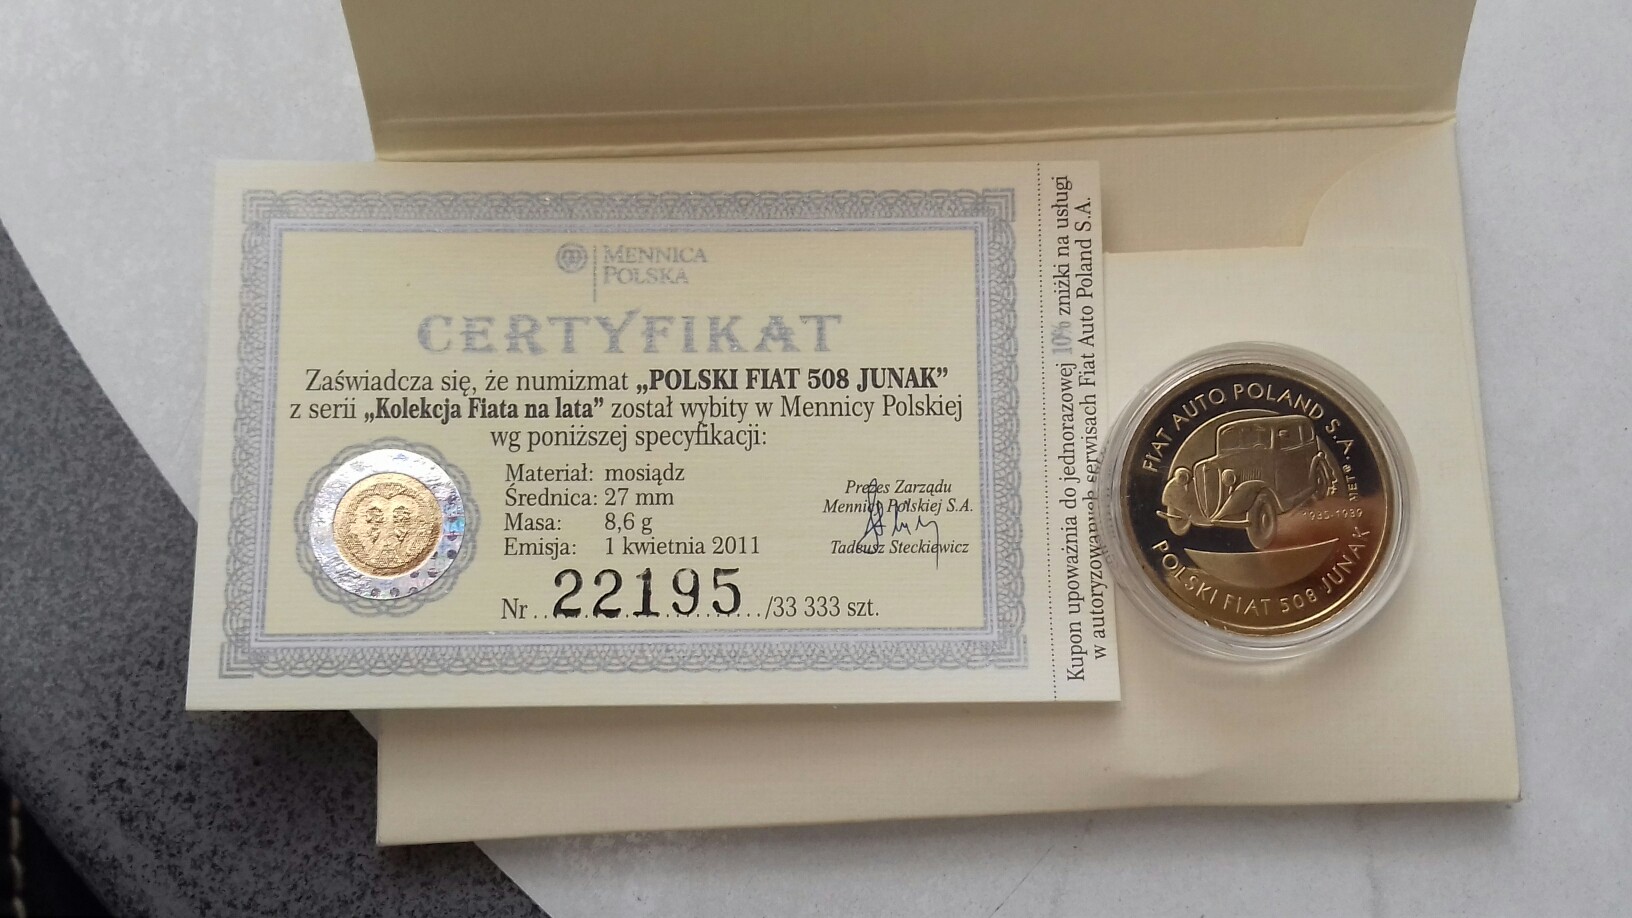 MENNICA
POLSKA
CERTYFIKAT
Zaświadcza się, że numizmat „POLSKI FIAT 508 JUNAK”
z serii „Kolekcja Fiata na lata” został wybity w Mennicy Polskiej
wg poniższej specyfikacji:
Materiał: mosiądz
Średnica: 27 mm
Masa: 8,6 g
Emisja: 1 kwietnia 2011
Nr..22195../33 333 szt.
Prezes Zarządu
Mennicy Polskiej S.A.
Tadeusz Steckiewicz
Kupon upoważnia do jednorazowej 10% zniżki na usługi
w autoryzowanych serwisach Fiat Auto Poland S.A.
FIAT AUTO POLAND S.A.
MET
1935-1939
POLSKI FIAT 508 JUNAK